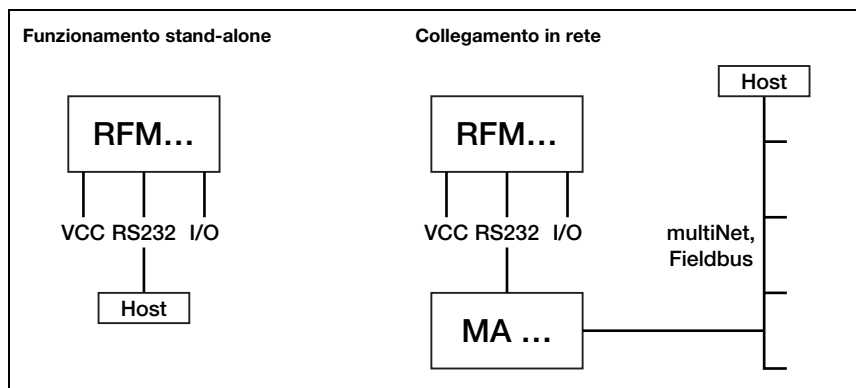 Funzionamento stand-alone
RFM...
VCC RS232 I/O
Host
Collegamento in rete
Host
RFM...
VCC RS232 I/O
multiNet,
Fieldbus
MA ...